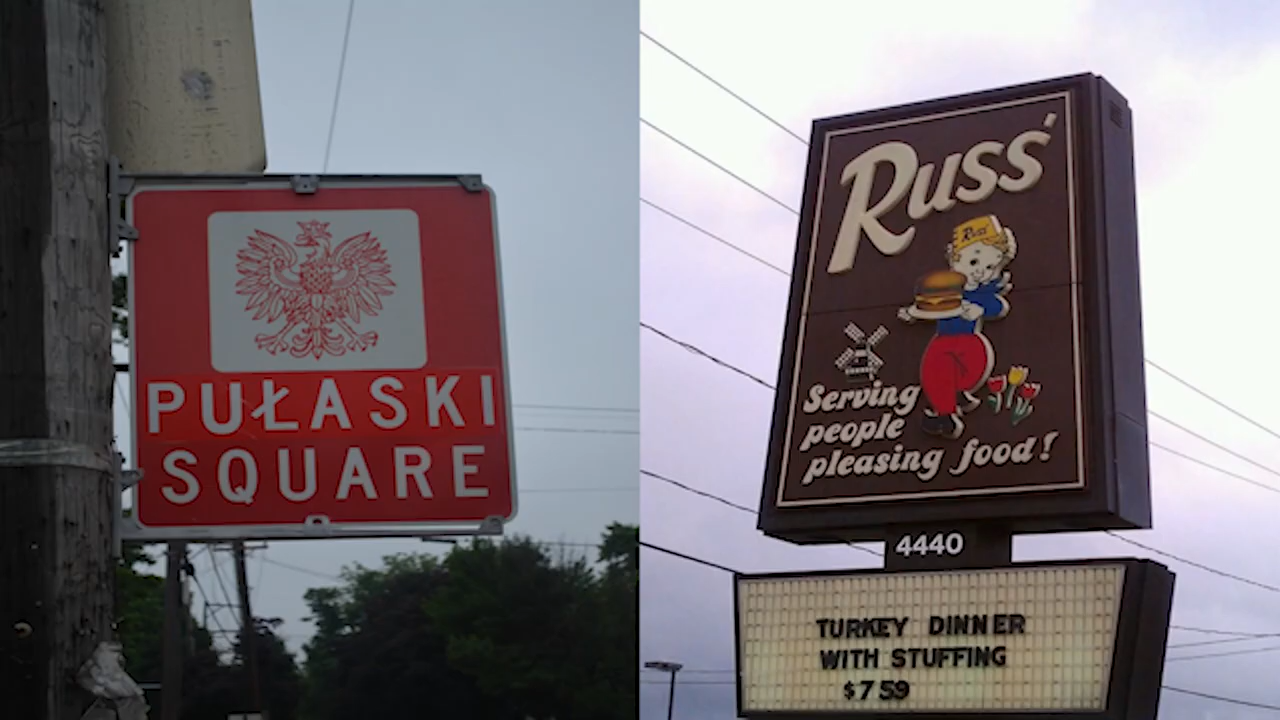 PUŁASKI
SQUARE
Russ'
Russ'
Serving
people
pleasing food!
4440
TURKEY DINNER
WITH STUFFING
$7 59